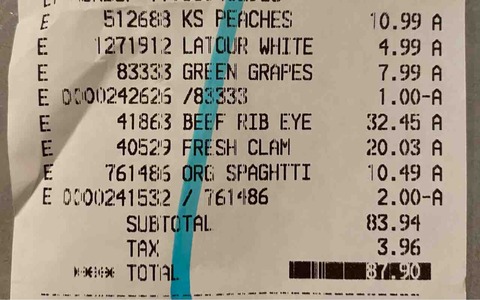 E 512688 KS PEACHES 10.99 A
E 1271912 LATOUR WHITE 4.99 A
E 83333 GREEN GRAPES 7.99 A
E 0000242626 /83333 1.00-A
E 41863 BEEF RIB EYE 32.45 A
E 40529 FRESH CLAM 20.03 A
E 761486 ORG SPAGHTTI 10.49 A
E 0000241532 / 761486 2.00-A
SUBTOTAL 83.94
TAX 3.96
**** TOTAL 87.90